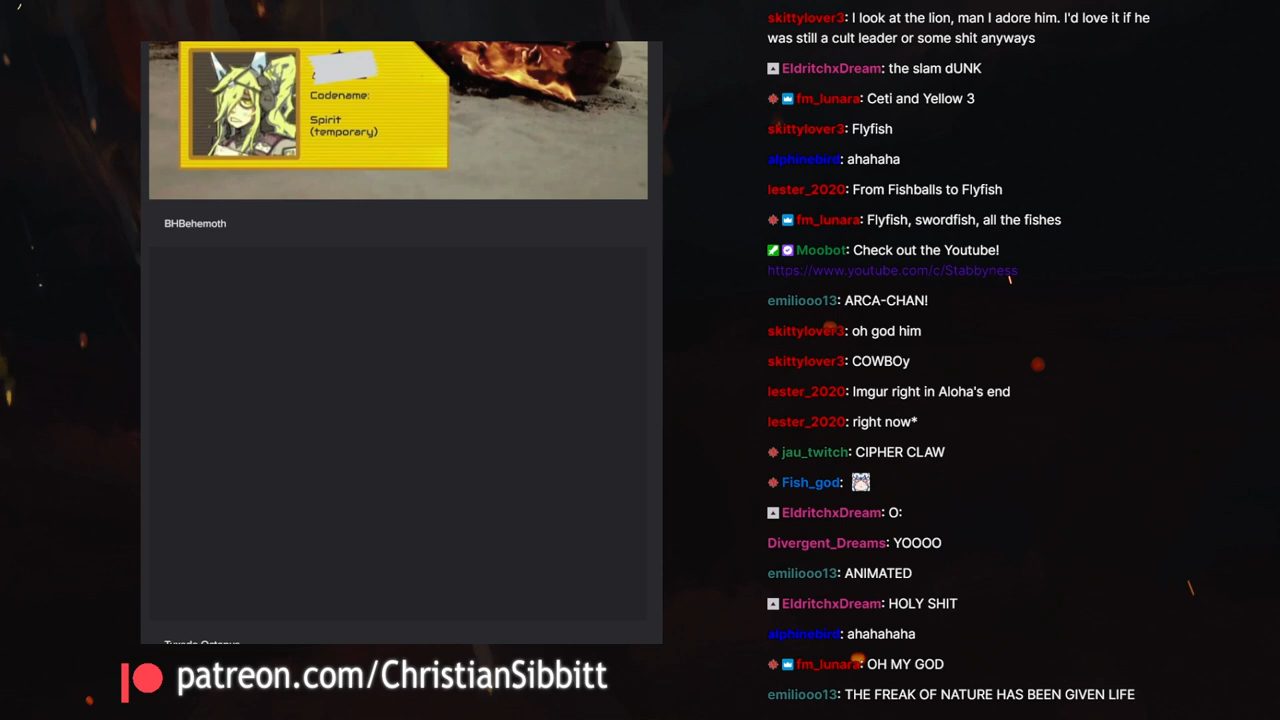 Codename:
Spirit
(temporary)
BHBehemoth
patreon.com/ChristianSibbitt
skittylover3: I look at the lion, man I adore him. I'd love it if he
was still a cult leader or some shit anyways
EldritchxDream: the slam dUNK
fm_lunara: Ceti and Yellow 3
skittylover3: Flyfish
alphinebird: ahahaha
lester_2020: From Fishballs to Flyfish
fm_lunara: Flyfish, swordfish, all the fishes
Moobot: Check out the Youtube!
https://www.youtube.com/c/Stabbyness
emiliooo13: ARCA-CHAN!
skittylover3: oh god him
skittylover3: COWBOy
lester_2020: Imgur right in Aloha's end
lester_2020: right now*
jau_twitch: CIPHER CLAW
Fish_god:
EldritchxDream: O:
Divergent_Dreams: YOOOO
emiliooo13: ANIMATED
EldritchxDream: HOLY SHIT
alphinebird: ahahahaha
fm_lunara: OH MY GOD
emiliooo13: THE FREAK OF NATURE HAS BEEN GIVEN LIFE